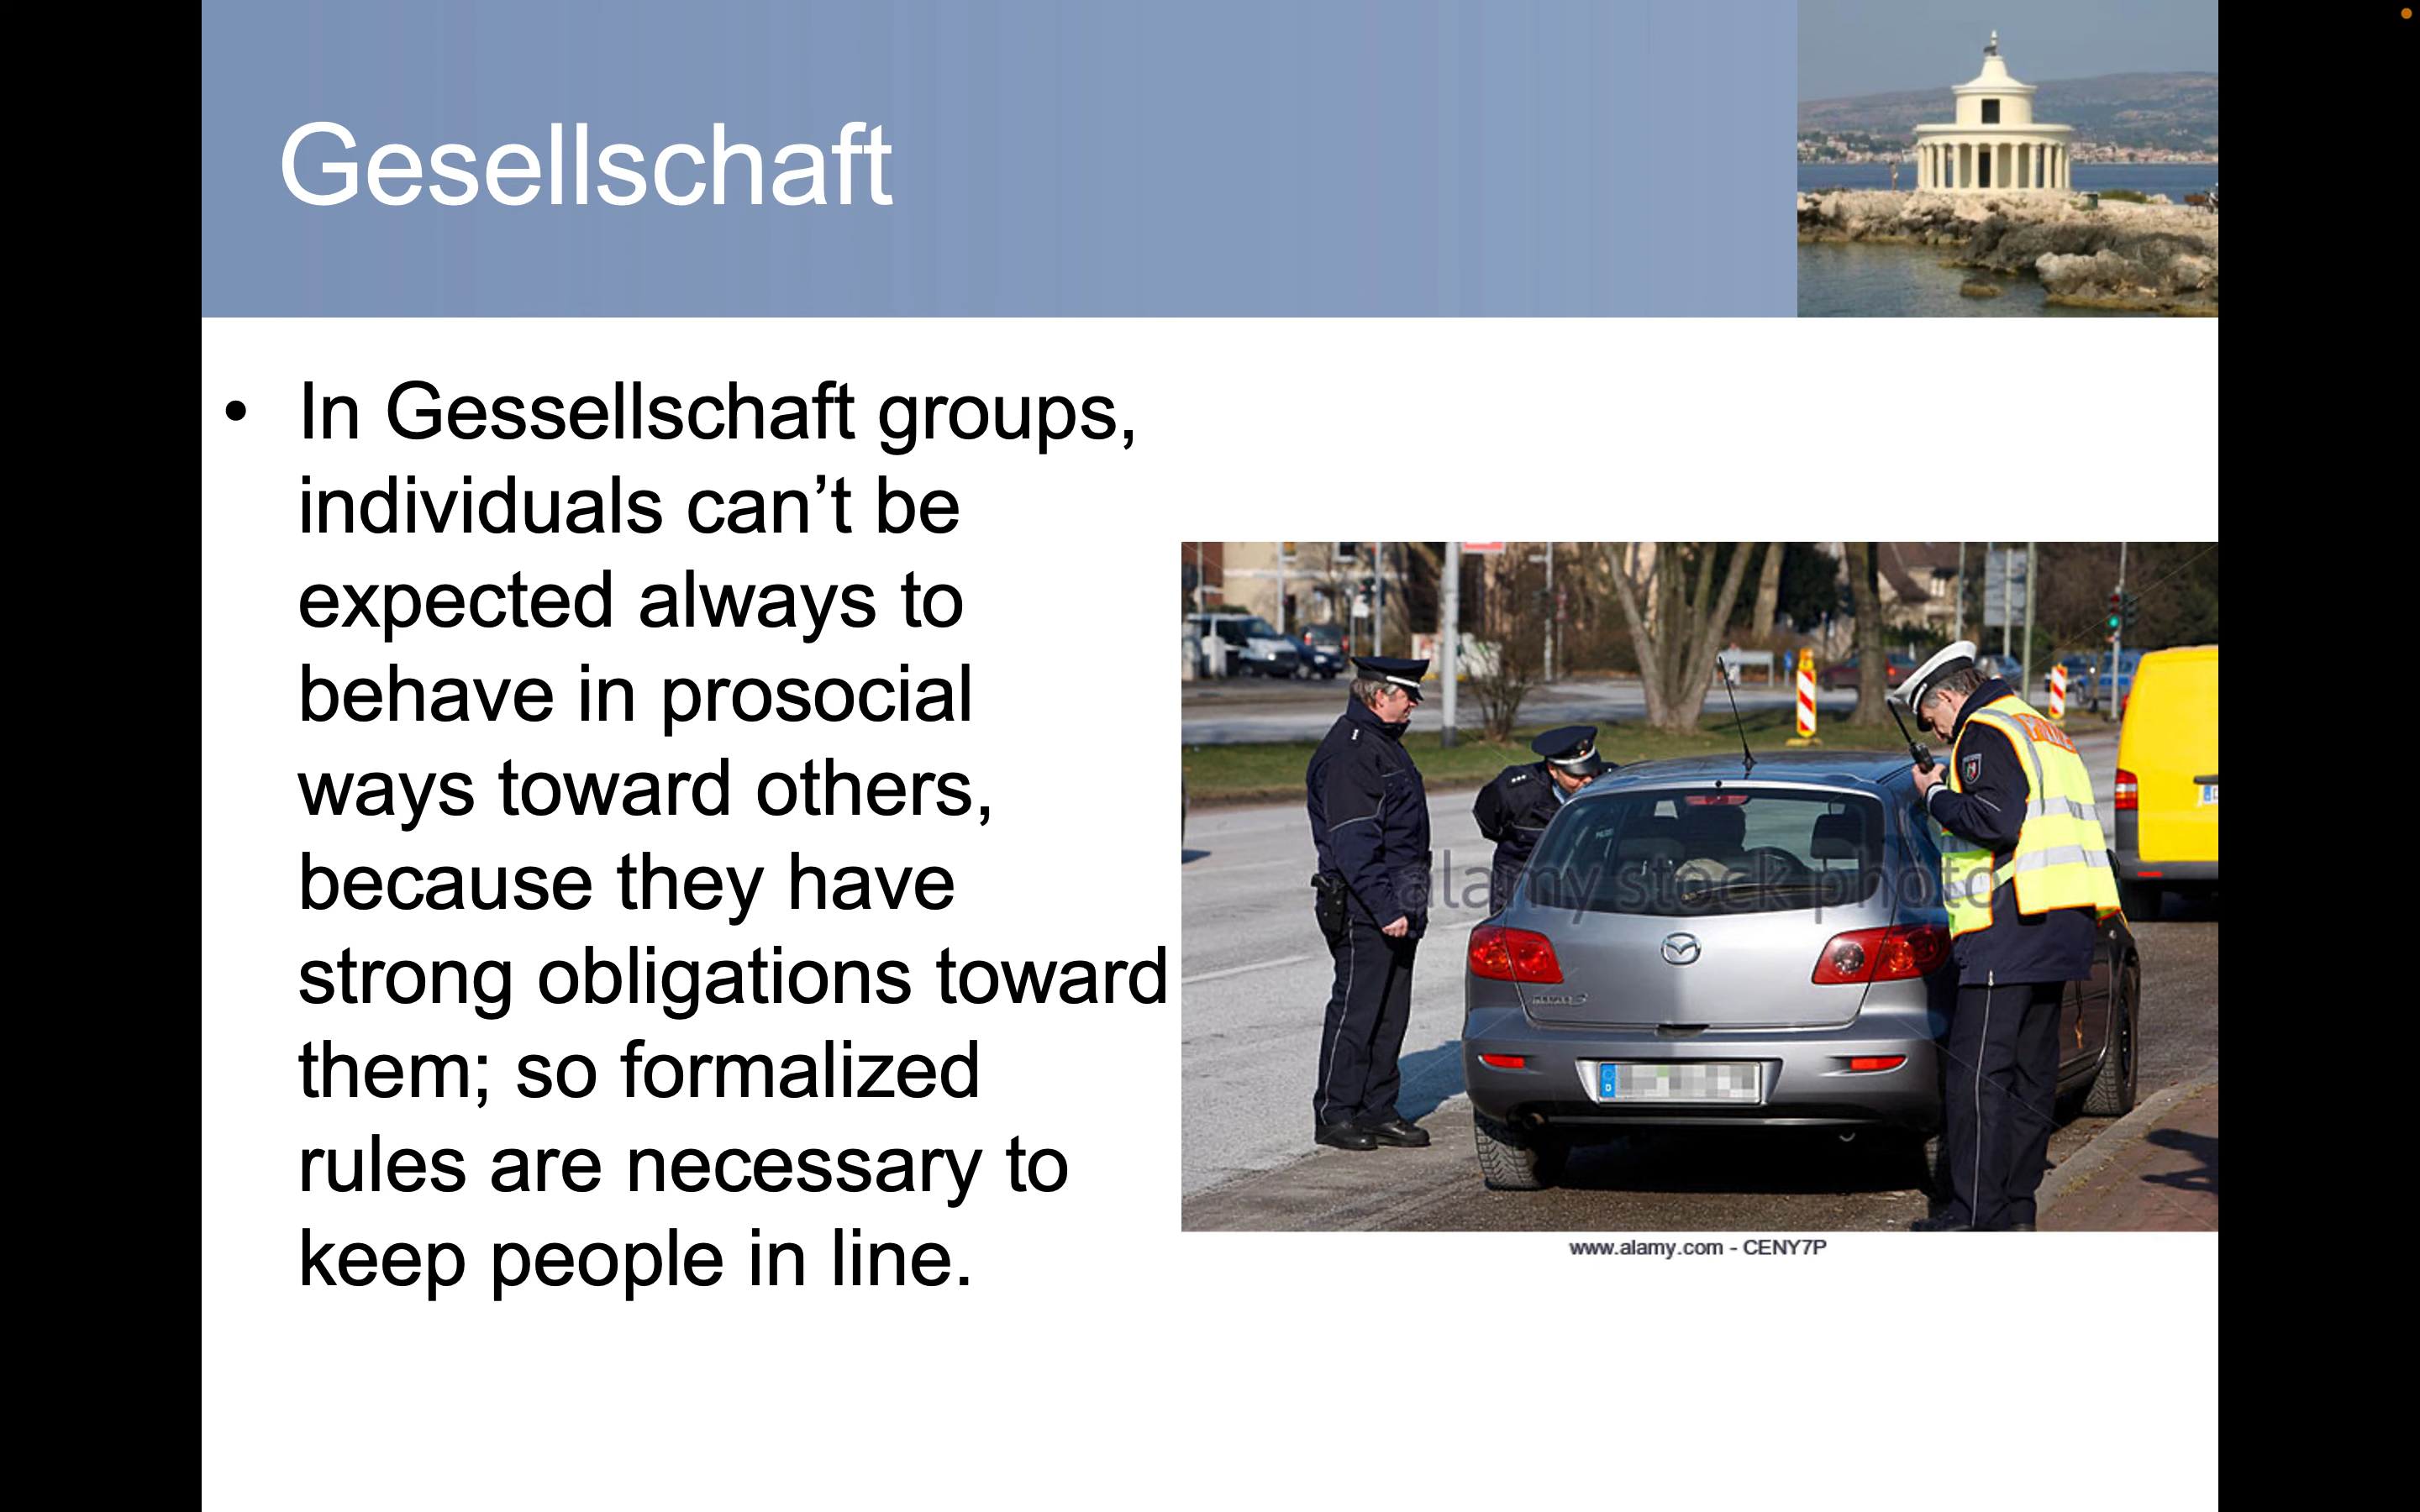 Gesellschaft
• In Gessellschaft groups,
individuals can’t be
expected always to
behave in prosocial
ways toward others,
because they have
strong obligations toward
them; so formalized
rules are necessary to
keep people in line.
alamy stock photo
www.alamy.com - CENY7P